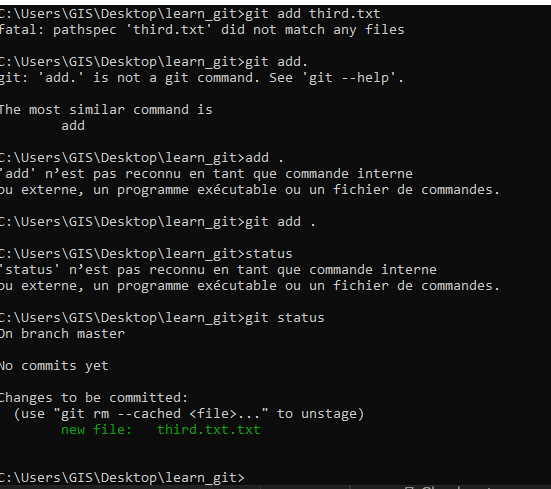 C:\Users\GIS\Desktop\learn_git>git add third.txt
fatal: pathspec 'third.txt' did not match any files
C:\Users\GIS\Desktop\learn_git>git add.
git: 'add.' is not a git command. See 'git --help'.
The most similar command is
add
C:\Users\GIS\Desktop\learn_git>add .
'add' n’est pas reconnu en tant que commande interne
ou externe, un programme exécutable ou un fichier de commandes.
C:\Users\GIS\Desktop\learn_git>git add .
C:\Users\GIS\Desktop\learn_git>status
'status' n’est pas reconnu en tant que commande interne
ou externe, un programme exécutable ou un fichier de commandes.
C:\Users\GIS\Desktop\learn_git>git status
On branch master
No commits yet
Changes to be committed:
(use "git rm --cached <file>..." to unstage)
new file:   third.txt.txt
C:\Users\GIS\Desktop\learn_git>